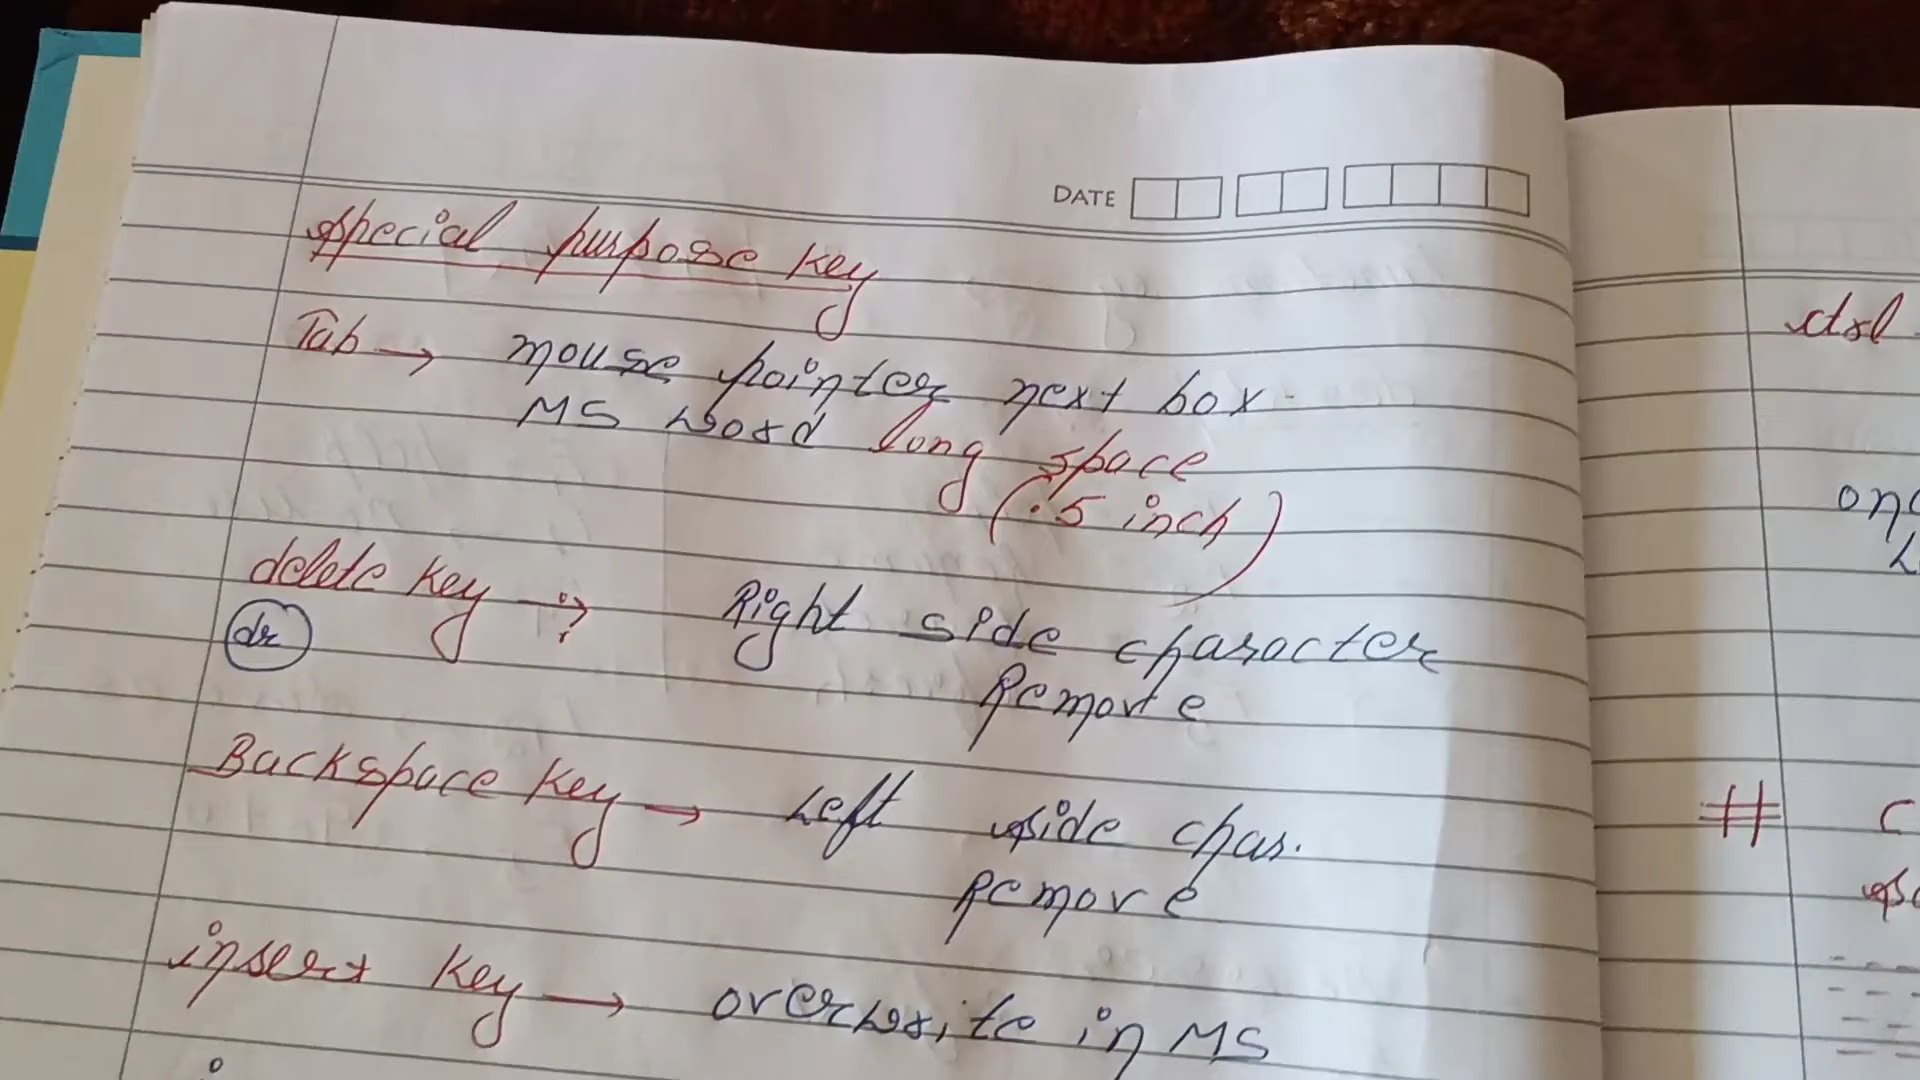 DATE
special purpose key
Tab → mouse pointer next box
MS word long space
(.5 inch)
delete key → Right side character
dr
Remove
Backspace key → Left side char.
Remove
insert key → overwrite in MS
ctrl
#